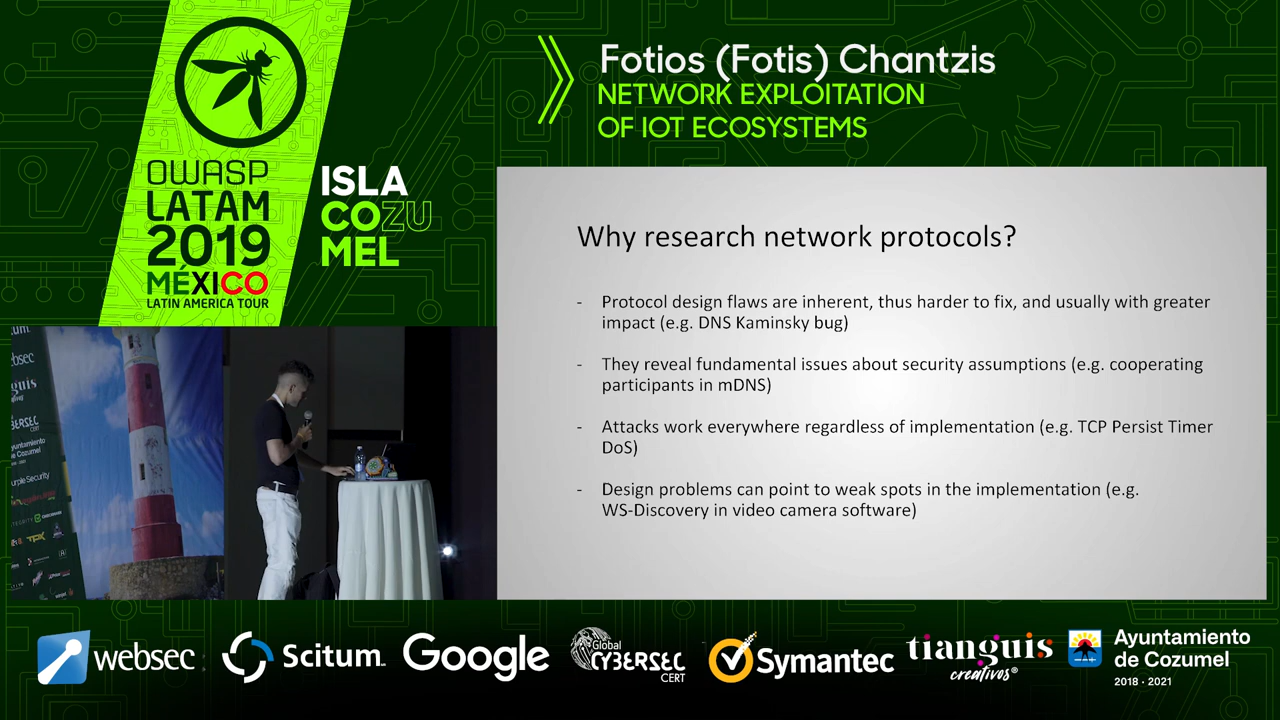 OWASP
LATAM
2019
MÉXICO
LATIN AMERICA TOUR
ISLA
COZU
MEL
Fotios (Fotis) Chantzis
NETWORK EXPLOITATION
OF IOT ECOSYSTEMS
Why research network protocols?
- Protocol design flaws are inherent, thus harder to fix, and usually with greater
impact (e.g. DNS Kaminsky bug)
- They reveal fundamental issues about security assumptions (e.g. cooperating
participants in mDNS)
- Attacks work everywhere regardless of implementation (e.g. TCP Persist Timer
DoS)
- Design problems can point to weak spots in the implementation (e.g.
WS-Discovery in video camera software)
websec
Scitum
Google
Global
CYBERSEC
CERT
Symantec
tianguis
creativos®
Ayuntamiento
de Cozumel
2018 · 2021